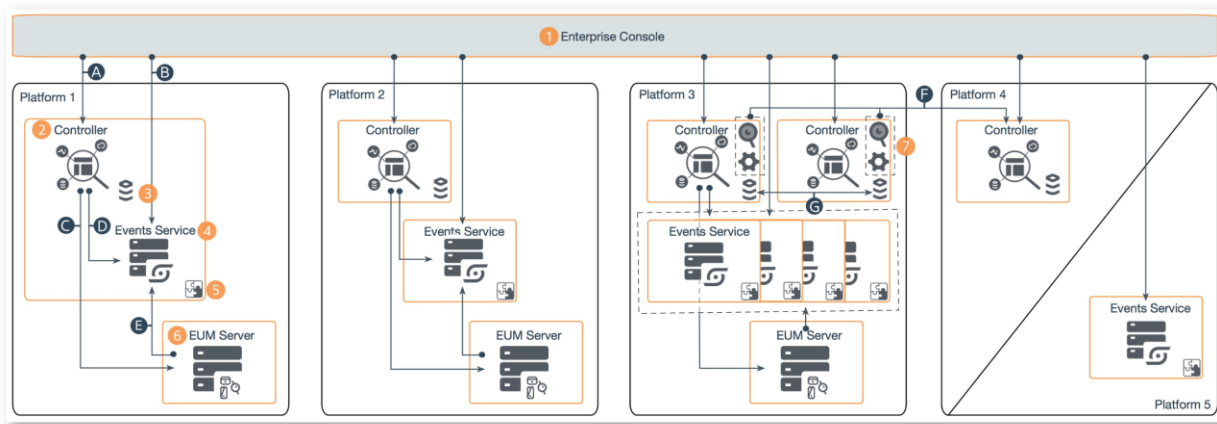 1 Enterprise Console
A
B
F
Platform 1
Platform 2
Platform 3
Platform 4
2 Controller
Controller
Controller
Controller
Controller
7
3
G
C
D
Events Service 4
Events Service
Events Service
5
E
Events Service
6 EUM Server
EUM Server
EUM Server
Platform 5